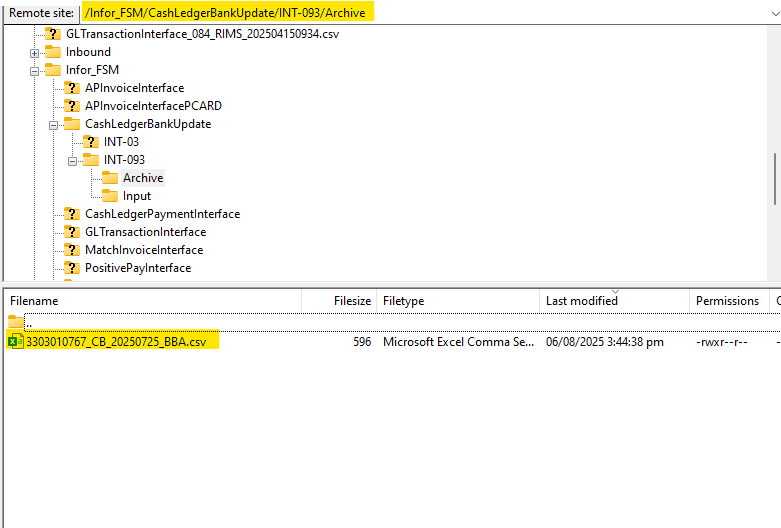 Remote site: /Infor_FSM/CashLedgerBankUpdate/INT-093/Archive
GLTransactionInterface_084_RIMS_202504150934.csv
Inbound
Infor_FSM
APInvoiceInterface
APInvoiceInterfacePCARD
CashLedgerBankUpdate
INT-03
INT-093
Archive
Input
CashLedgerPaymentInterface
GLTransactionInterface
MatchInvoiceInterface
PositivePayInterface
Filename Filesize Filetype Last modified Permissions
..
3303010767_CB_20250725_BBA.csv 596 Microsoft Excel Comma Se... 06/08/2025 3:44:38 pm -rwxr--r--